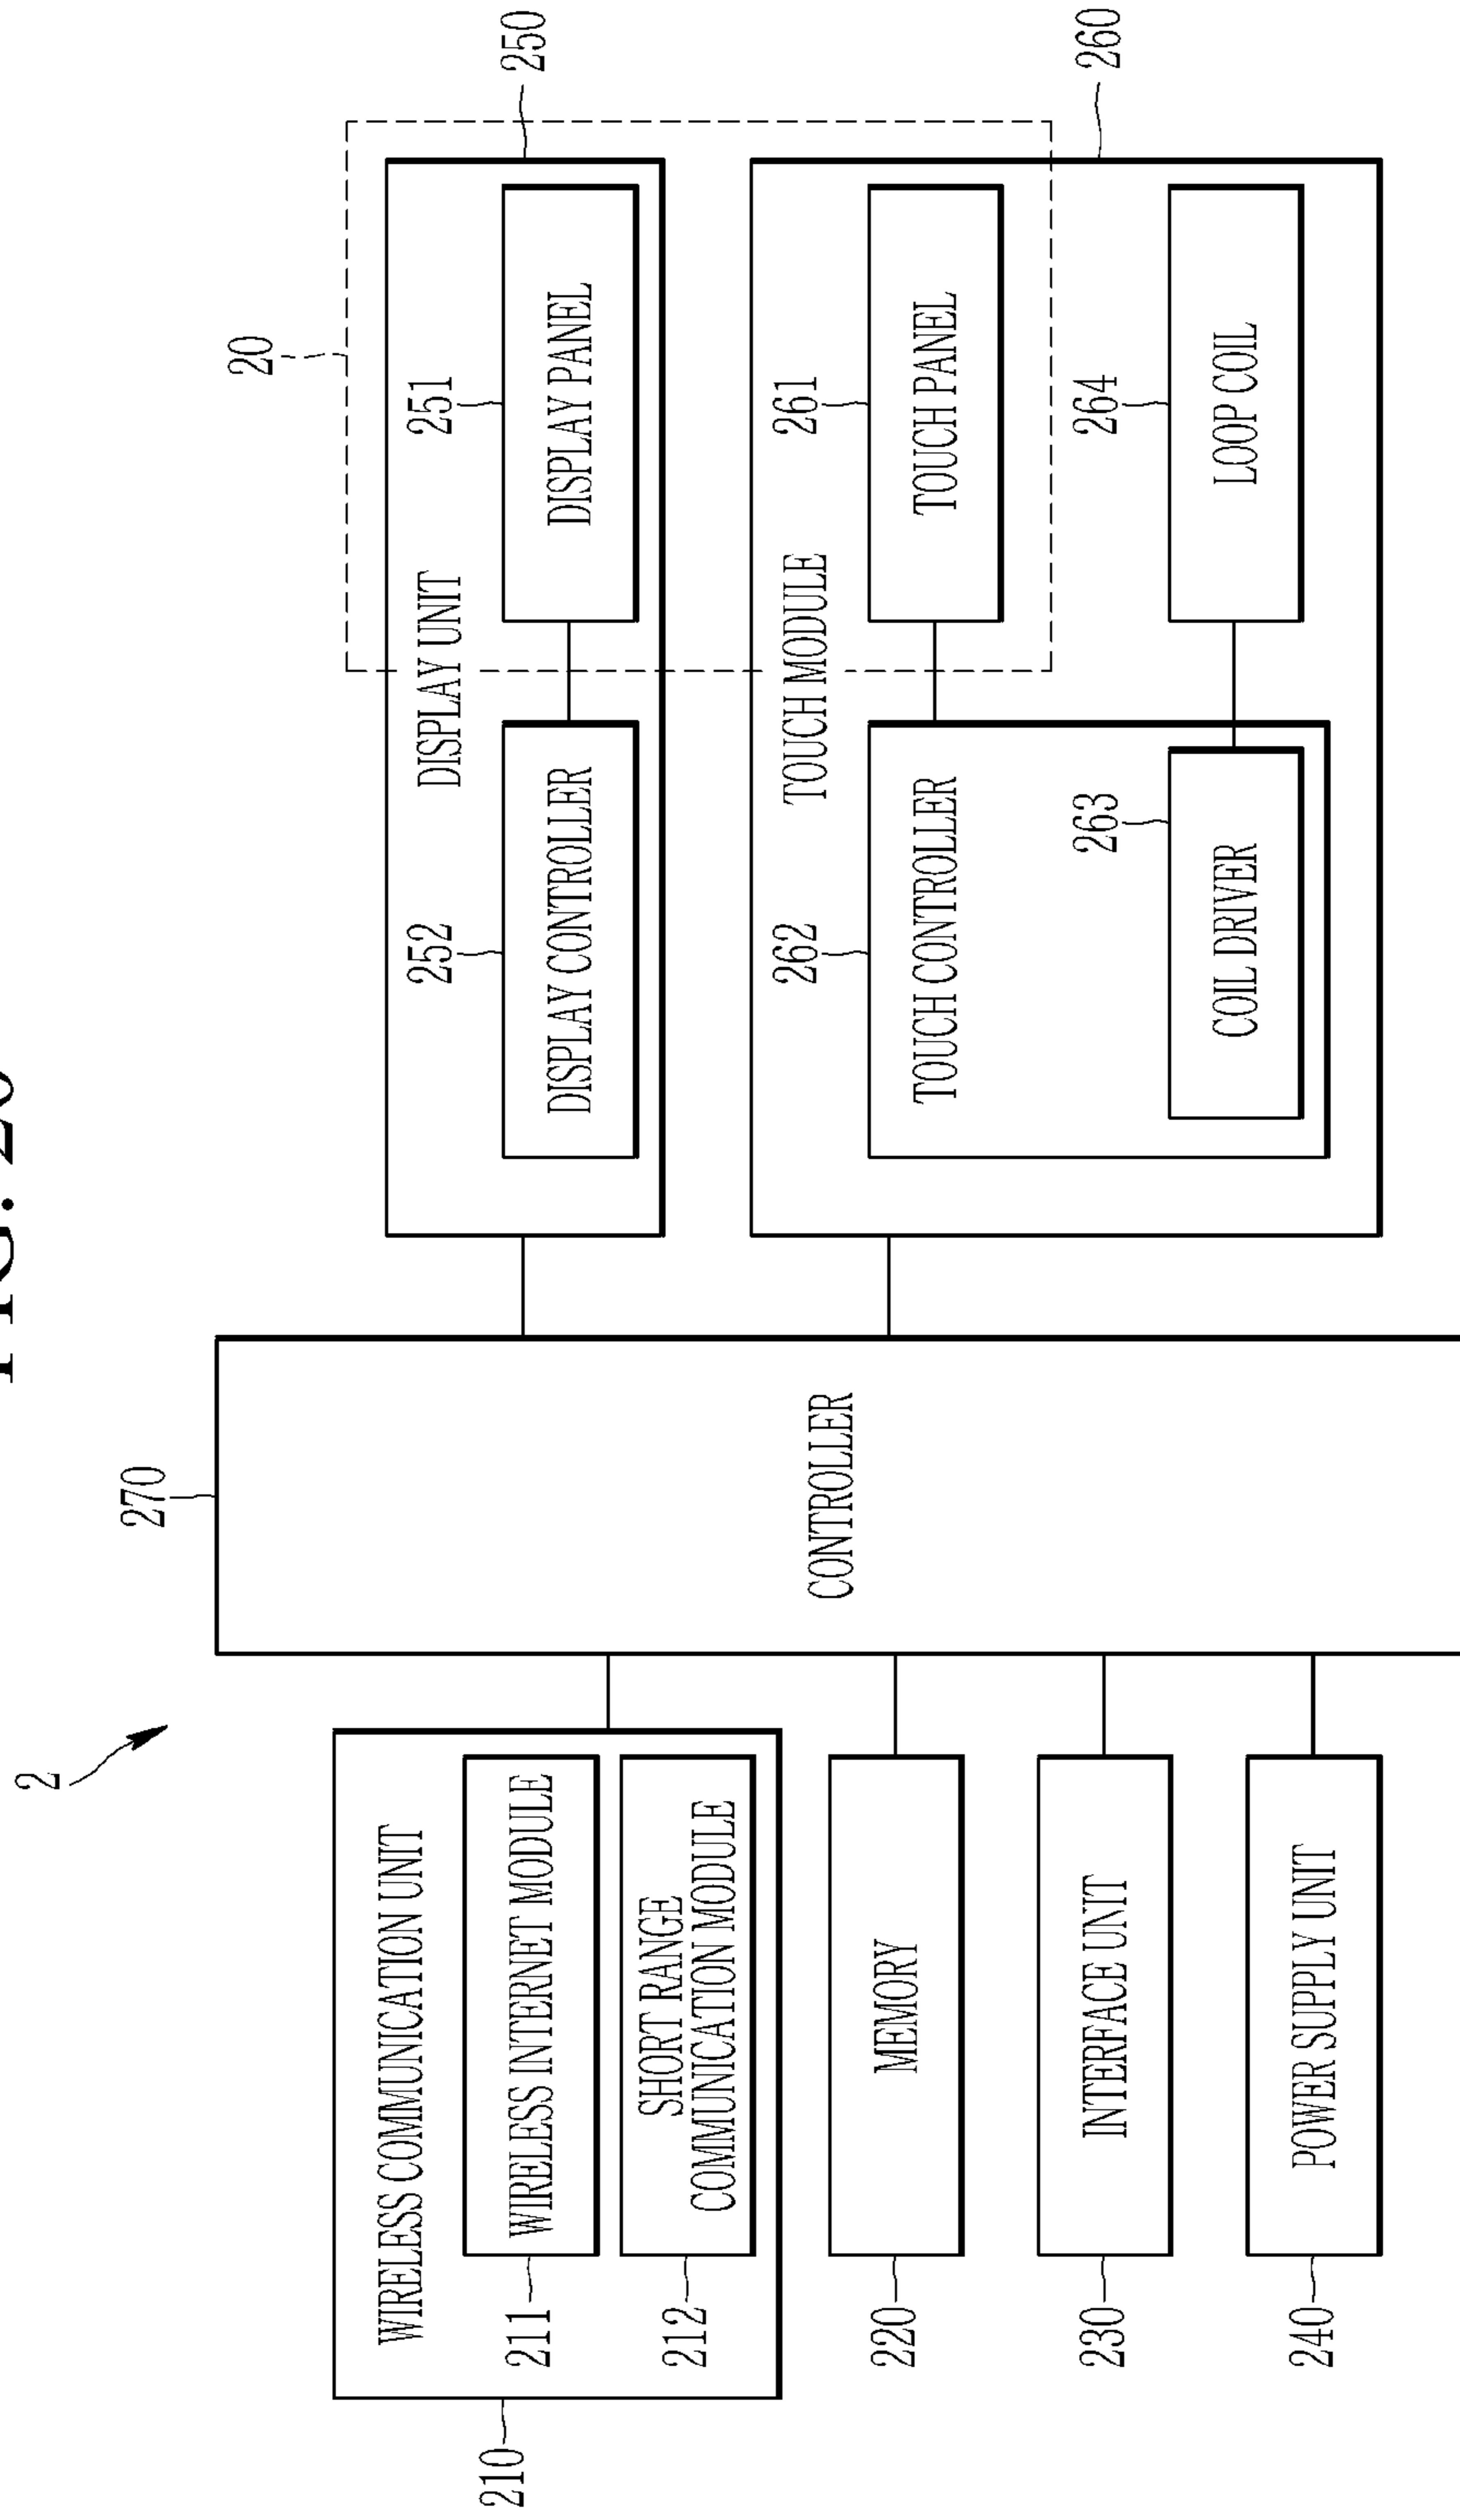 FIG.
2
270
20
WIRELESS COMMUNICATION UNIT
210
WIRELESS INTERNET MODULE
211
SHORT RANGE
COMMUNICATION MODULE
212
MEMORY
220
INTERFACE UNIT
230
POWER SUPPLY UNIT
240
CONTROLLER
DISPLAY UNIT
250
252
251
DISPLAY CONTROLLER
DISPLAY PANEL
TOUCH MODULE
262
261
TOUCH CONTROLLER
TOUCH PANEL
260
263
264
COIL DRIVER
LOOP COIL